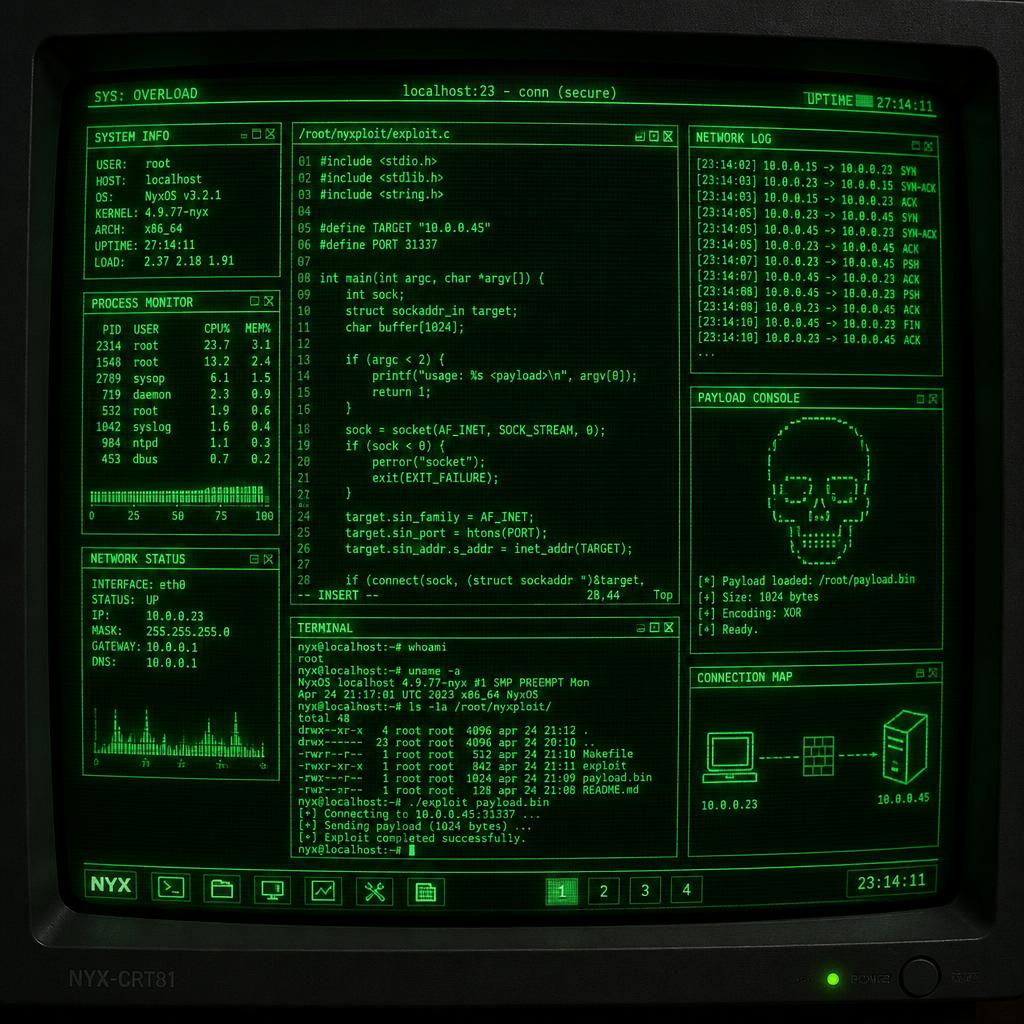 SYS: OVERLOAD
localhost:23 - conn (secure)
UPTIME 27:14:11
SYSTEM INFO
USER: root
HOST: localhost
OS: NyxOS v3.2.1
KERNEL: 4.9.77-nyx
ARCH: x86_64
UPTIME: 27:14:11
LOAD: 2.37 2.18 1.91
PROCESS MONITOR
PID USER CPU% MEM%
2314 root 23.7 3.1
1548 root 13.2 2.4
2789 sysop 6.1 1.5
719 daemon 2.3 0.9
532 root 1.9 0.6
1042 syslog 1.6 0.4
984 ntpd 1.1 0.3
453 dbus 0.7 0.2
0 25 50 75 100
NETWORK STATUS
INTERFACE: eth0
STATUS: UP
IP: 10.0.0.23
MASK: 255.255.255.0
GATEWAY: 10.0.0.1
DNS: 10.0.0.1
/root/nyxploit/exploit.c
01 #include <stdio.h>
02 #include <stdlib.h>
03 #include <string.h>
04
05 #define TARGET "10.0.0.45"
06 #define PORT 31337
07
08 int main(int argc, char *argv[]) {
09 int sock;
10 struct sockaddr_in target;
11 char buffer[1024];
12
13 if (argc < 2) {
14 printf("usage: %s <payload>\n", argv[0]);
15 return 1;
16 }
18 sock = socket(AF_INET, SOCK_STREAM, 0);
19 if (sock < 0) {
20 perror("socket");
21 exit(EXIT_FAILURE);
27 }
24 target.sin_family = AF_INET;
25 target.sin_port = htons(PORT);
26 target.sin_addr.s_addr = inet_addr(TARGET);
27
28 if (connect(sock, (struct sockaddr ")&target,
-- INSERT -- 28,44 Top
TERMINAL
nyx@localhost:~# whoami
root
nyx@localhost:~# uname -a
NyxOS localhost 4.9.77-nyx #1 SMP PREEMPT Mon
Apr 24 21:17:01 UTC 2023 x86_64 NyxOS
nyx@localhost:~# ls -la /root/nyxploit/
total 48
drwx--xr-x 4 root root 4096 apr 24 21:12 .
drwx------ 23 root root 4096 apr 24 20:10 ..
-rwrr--r-- 1 root root 512 apr 24 21:10 Makefile
-rwxr-xr-x 1 root root 842 apr 24 21:11 exploit
-rwx---r-- 1 root root 1024 apr 24 21:09 payload.bin
1 root root 128 apr 24 21:08 README.md
nyx@localhost:~# ./exploit payload.bin
[+] Connecting to 10.0.0.45:31337 ...
[+] Sending payload (1024 bytes) ...
[+] Exploit completed successfully.
nyx@localhost:~#
NETWORK LOG
[23:14:02] 10.0.0.15 -> 10.0.0.23 SYN
[23:14:03] 10.0.0.23 -> 10.0.0.15 SYN-ACK
[23:14:03] 10.0.0.15 -> 10.0.0.23 ACK
[23:14:05] 10.0.0.23 -> 10.0.0.45 SYN
[23:14:05] 10.0.0.45 -> 10.0.0.23 SYN-ACK
[23:14:05] 10.0.0.23 -> 10.0.0.45 ACK
[23:14:07] 10.0.0.23 -> 10.0.0.45 PSH
[23:14:07] 10.0.0.45 -> 10.0.0.23 ACK
[23:14:08] 10.0.0.45 -> 10.0.0.23 PSH
[23:14:08] 10.0.0.23 -> 10.0.0.45 ACK
[23:14:10] 10.0.0.45 -> 10.0.0.23 FIN
[23:14:10] 10.0.0.23 -> 10.0.0.45 ACK
...
PAYLOAD CONSOLE
[*] Payload loaded: /root/payload.bin
[+] Size: 1024 bytes
[+] Encoding: XOR
[+] Ready.
CONNECTION MAP
10.0.0.23
10.0.0.45
NYX
1 2 3 4
23:14:11
NYX-CRT81